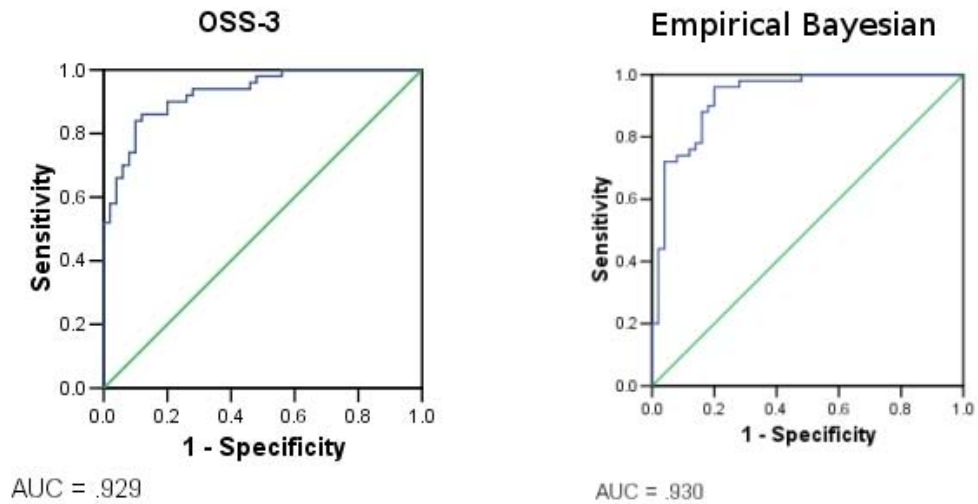 OSS-3
1.0
0.8
0.6
0.4
0.2
0.0
Sensitivity
0.0 0.2 0.4 0.6 0.8 1.0
1 - Specificity
AUC = .929
Empirical Bayesian
1.0
0.8
0.6
0.4
0.2
0.0
Sensitivity
0.0 0.2 0.4 0.6 0.8 1.0
1 - Specificity
AUC = .930